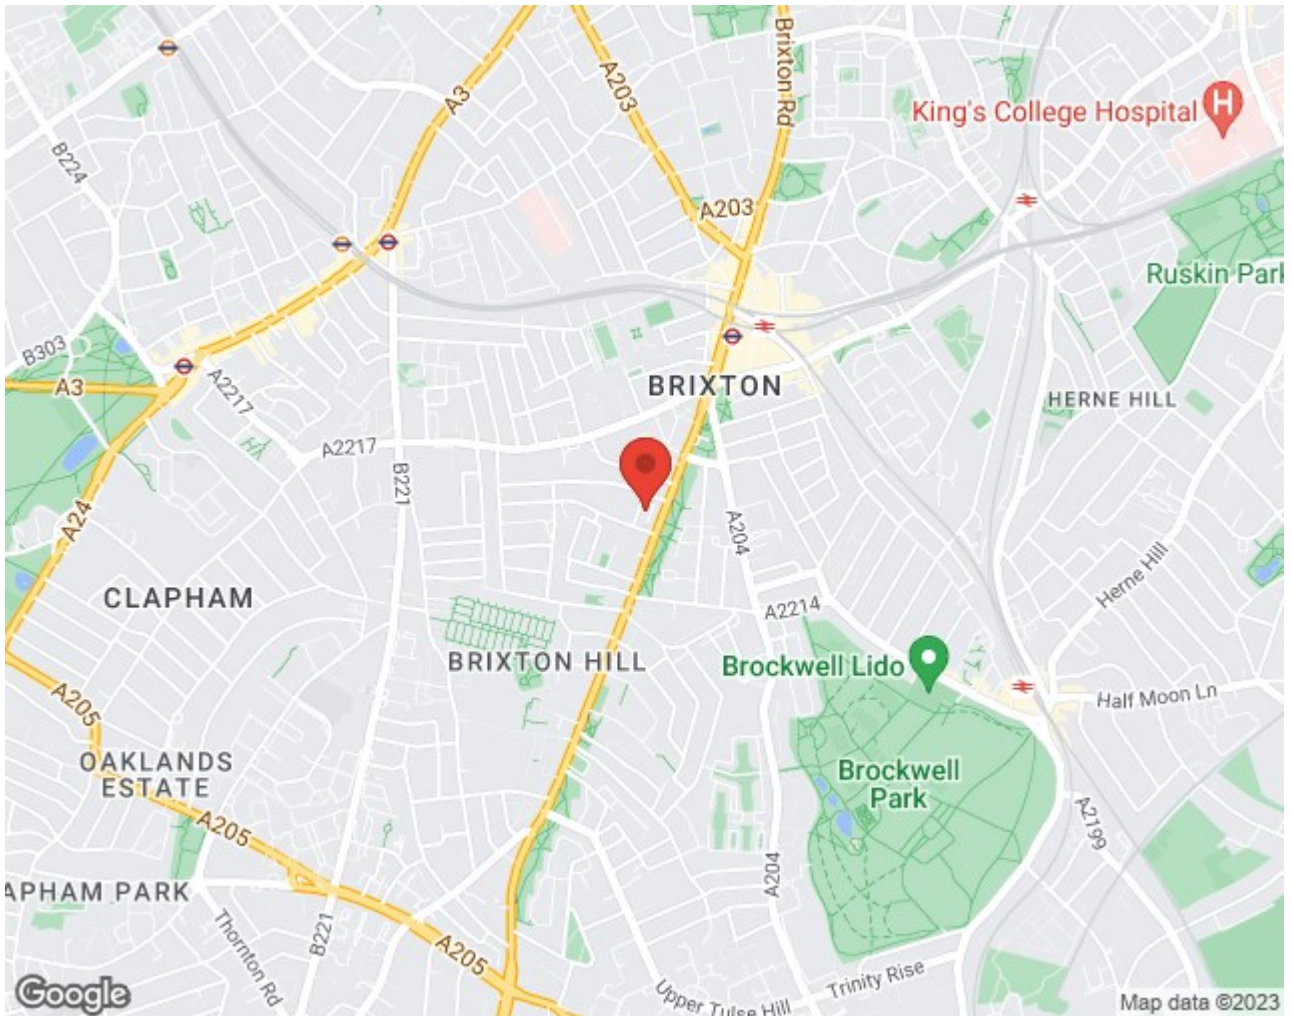 A3
A203
Brixton Rd
King's College Hospital
H
B224
A203
Ruskin Park
B303
A3
A2217
BRIXTON
HERNE HILL
A2217
B221
A24
A204
Herne Hill
CLAPHAM
A2214
BRIXTON HILL
Brockwell Lido
A205
Half Moon Ln
OAKLANDS
ESTATE
Brockwell
Park
A205
A2199
APHAM PARK
A204
B221
Thornton Rd
A205
Trinity Rise
Upper Tulse Hill
Google
Map data ©2023